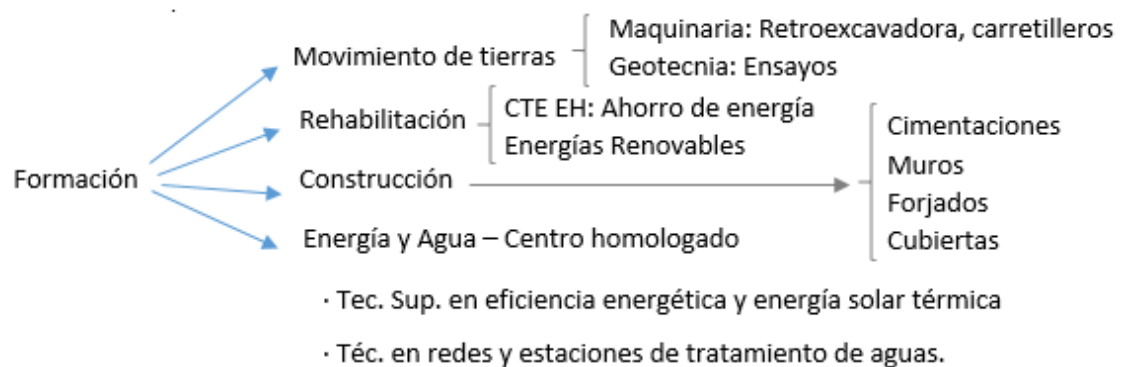 Formación
Movimiento de tierras
Maquinaria: Retroexcavadora, carretilleros
Geotecnia: Ensayos
Rehabilitación
CTE EH: Ahorro de energía
Energías Renovables
Construcción
Cimentaciones
Muros
Forjados
Cubiertas
Energía y Agua – Centro homologado
· Tec. Sup. en eficiencia energética y energía solar térmica
· Téc. en redes y estaciones de tratamiento de aguas.